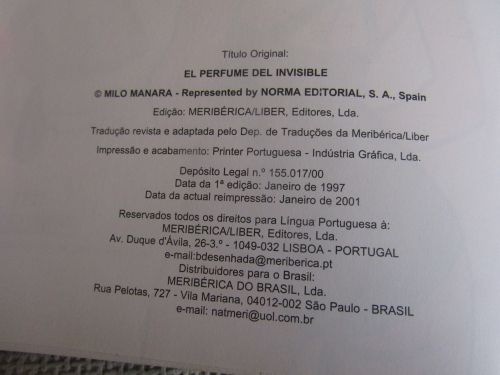 Título Original:
EL PERFUME DEL INVISIBLE
© MILO MANARA - Represented by NORMA EDITORIAL, S. A., Spain
Edição: MERIBÉRICA/LIBER, Editores, Lda.
Tradução revista e adaptada pelo Dep. de Traduções da Meribérica/Liber
Impressão e acabamento: Printer Portuguesa - Indústria Gráfica, Lda.
Depósito Legal n.º 155.017/00
Data da 1ª edição: Janeiro de 1997
Data da actual reimpressão: Janeiro de 2001
Reservados todos os direitos para Língua Portuguesa à:
MERIBÉRICA/LIBER, Editores, Lda.
Av. Duque d'Ávila, 26-3.º - 1049-032 LISBOA - PORTUGAL
e-mail:bdesenhada@meriberica.pt
Distribuidores para o Brasil:
MERIBÉRICA DO BRASIL, Lda.
Rua Pelotas, 727 - Vila Mariana, 04012-002 São Paulo - BRASIL
e-mail: natmeri@uol.com.br